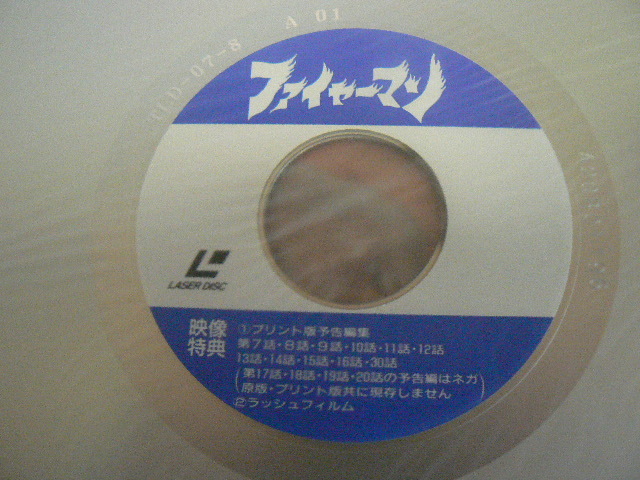 A 01
ファイヤーマン
LASER DISC
映像
特典
①プリント版予告編集
第7話・8話・9話・10話・11話・12話
13話・14話・15話・16話・30話
(第17話・18話・19話・20話の予告編はネガ
原版・プリント版共に現存しません)
②ラッシュフィルム